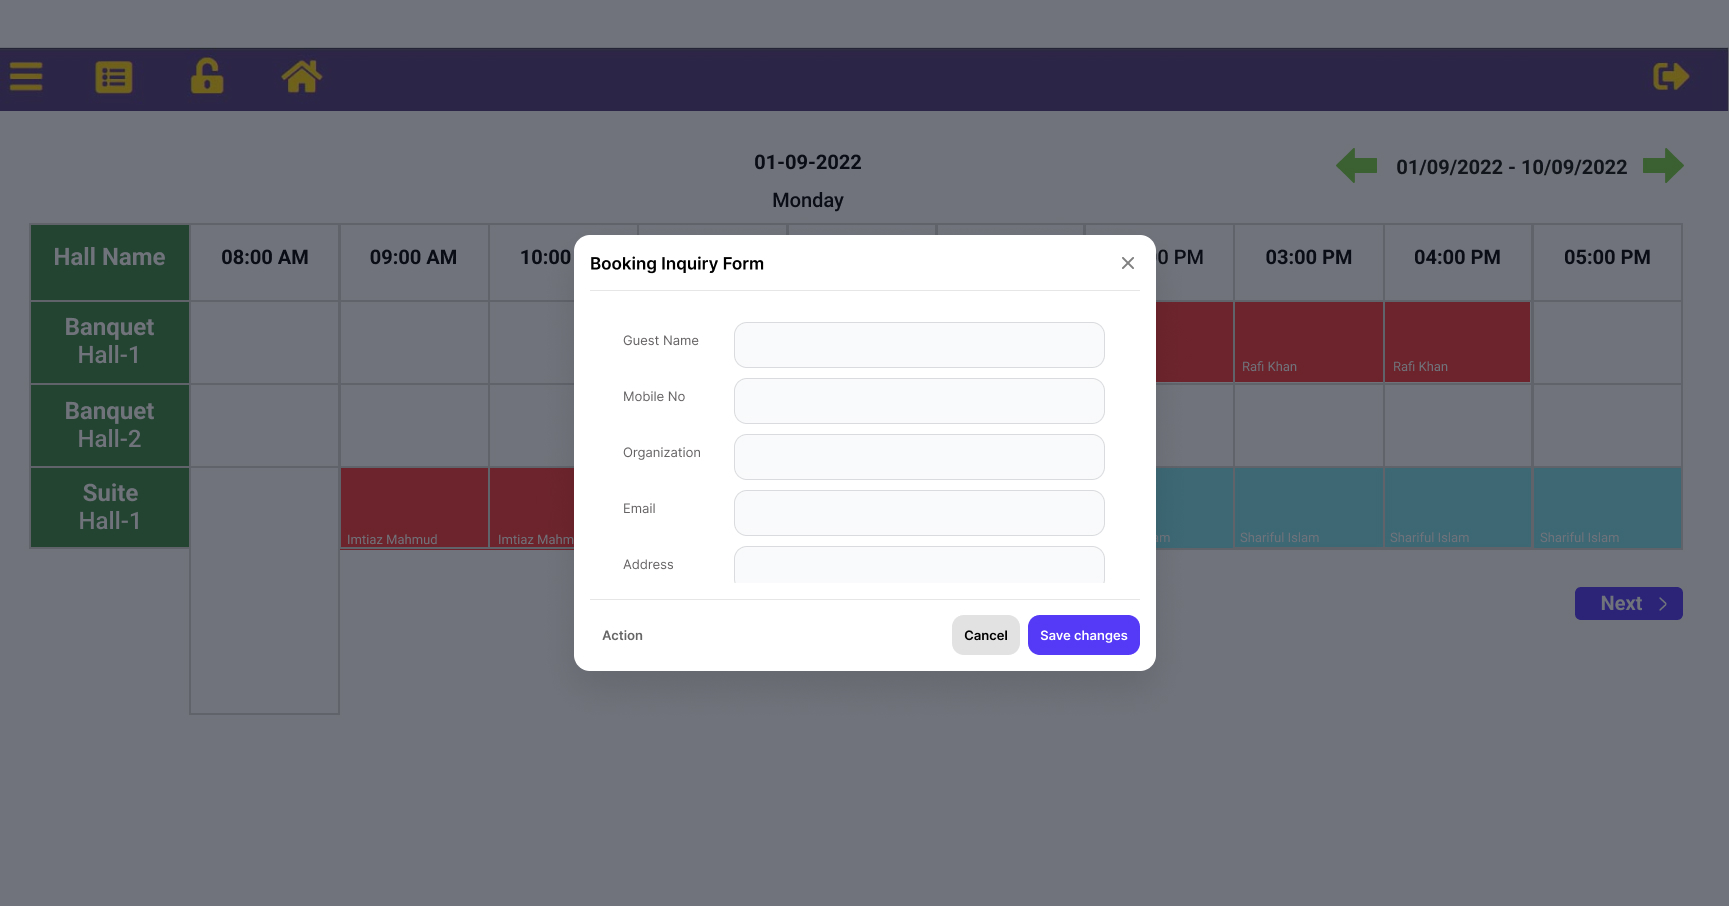 01-09-2022
Monday
01/09/2022 - 10/09/2022
Hall Name
08:00 AM
09:00 AM
10:00
0 PM
03:00 PM
04:00 PM
05:00 PM
Banquet
Hall-1
Rafi Khan
Rafi Khan
Banquet
Hall-2
Suite
Hall-1
Imtiaz Mahmud
Imtiaz Mahm
am
Shariful Islam
Shariful Islam
Shariful Islam
Booking Inquiry Form
Guest Name
Mobile No
Organization
Email
Address
Action
Cancel
Save changes
Next